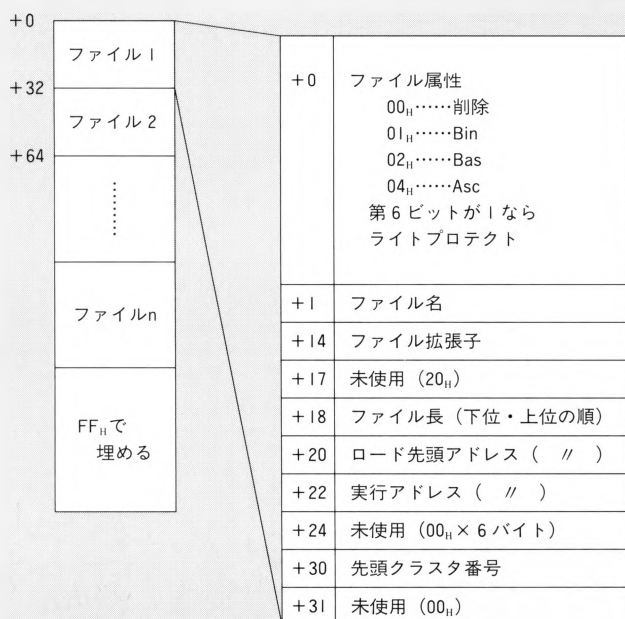 +0
ファイル1
+32
ファイル2
+64
………
ファイルn
FFHで
埋める
+0 ファイル属性
00H……削除
01H……Bin
02H……Bas
04H……Asc
第6ビットが1なら
ライトプロテクト
+1 ファイル名
+14 ファイル拡張子
+17 未使用（20H）
+18 ファイル長（下位・上位の順）
+20 ロード先頭アドレス（ 〃 ）
+22 実行アドレス（ 〃 ）
+24 未使用（00H×6バイト）
+30 先頭クラスタ番号
+31 未使用（00H）